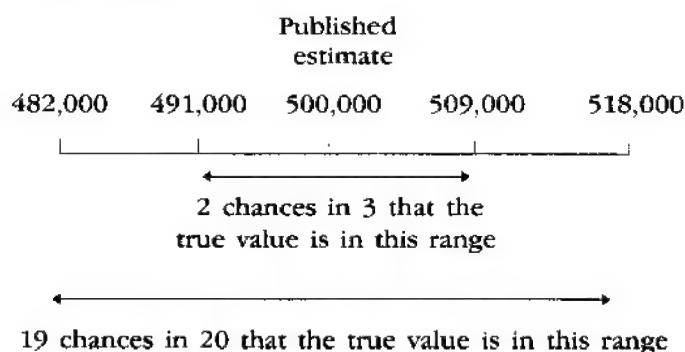 Published
estimate
482,000 491,000 500,000 509,000 518,000
2 chances in 3 that the
true value is in this range
19 chances in 20 that the true value is in this range